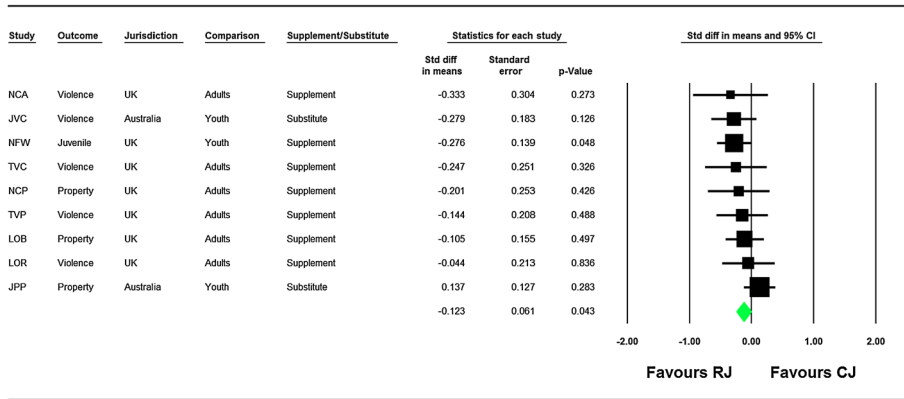 Study Outcome Jurisdiction Comparison Supplement/Substitute Statistics for each study Std diff in means and 95% CI
Std diff in means Standard error p-Value
NCA Violence UK Adults Supplement -0.333 0.304 0.273
JVC Violence Australia Youth Substitute -0.279 0.183 0.126
NFW Juvenile UK Youth Supplement -0.276 0.139 0.048
TVC Violence UK Adults Supplement -0.247 0.251 0.326
NCP Property UK Adults Supplement -0.201 0.253 0.426
TVP Violence UK Adults Supplement -0.144 0.208 0.488
LOB Property UK Adults Supplement -0.105 0.155 0.497
LOR Violence UK Adults Supplement -0.044 0.213 0.836
JPP Property Australia Youth Substitute 0.137 0.127 0.283
-0.123 0.061 0.043
-2.00 -1.00 0.00 1.00 2.00
Favours RJ Favours CJ